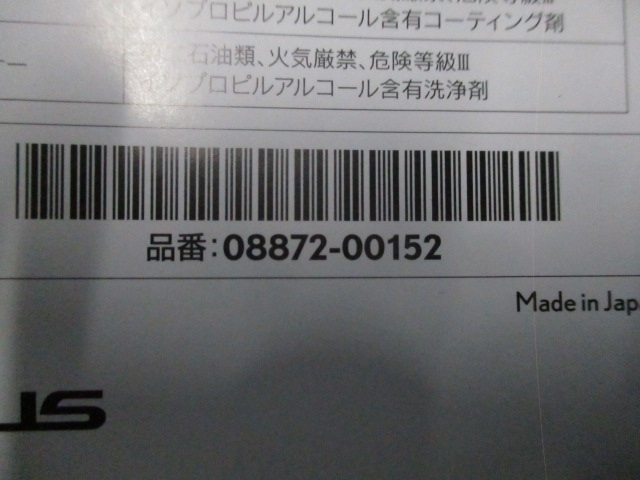 イソプロピルアルコール含有コーティング剤
石油類、火気厳禁、危険等級Ⅲ
イソプロピルアルコール含有洗浄剤
品番:08872-00152
Made in Japa